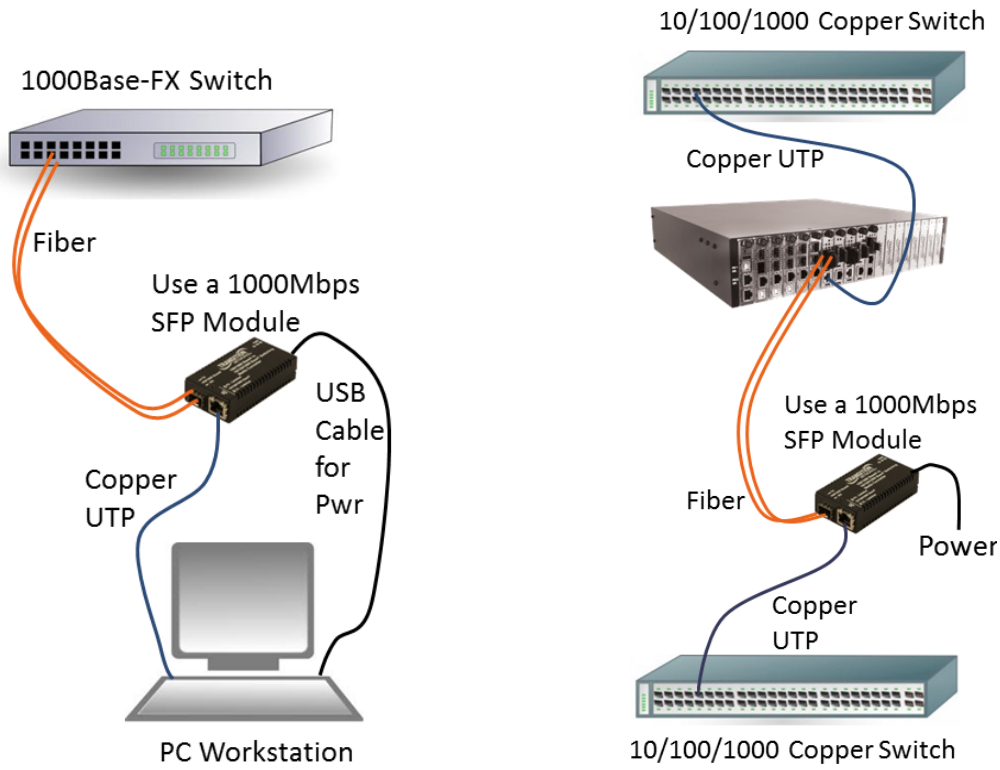 1000Base-FX Switch
Fiber
Use a 1000Mbps
SFP Module
USB
Cable
for
Pwr
Copper
UTP
PC Workstation
10/100/1000 Copper Switch
Copper UTP
Use a 1000Mbps
SFP Module
Fiber
Power
Copper
UTP
10/100/1000 Copper Switch